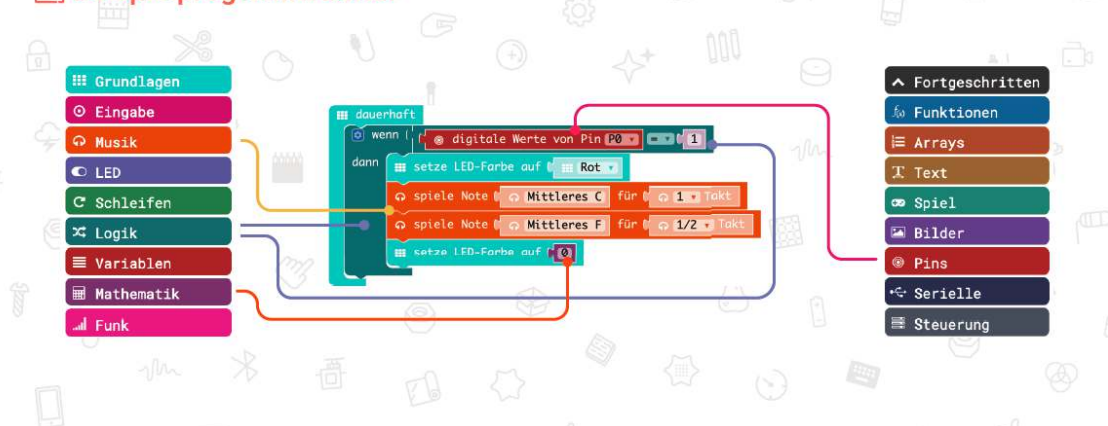 Grundlagen
Eingabe
Musik
LED
Schleifen
Logik
Variablen
Mathematik
Funk
dauerhaft
wenn digitale Werte von Pin P0 = 1
dann
setze LED-Farbe auf Rot
spiele Note Mittleres C für 1 Takt
spiele Note Mittleres F für 1/2 Takt
setze LED-Farbe auf 0
Fortgeschritten
Funktionen
Arrays
Text
Spiel
Bilder
Pins
Serielle
Steuerung